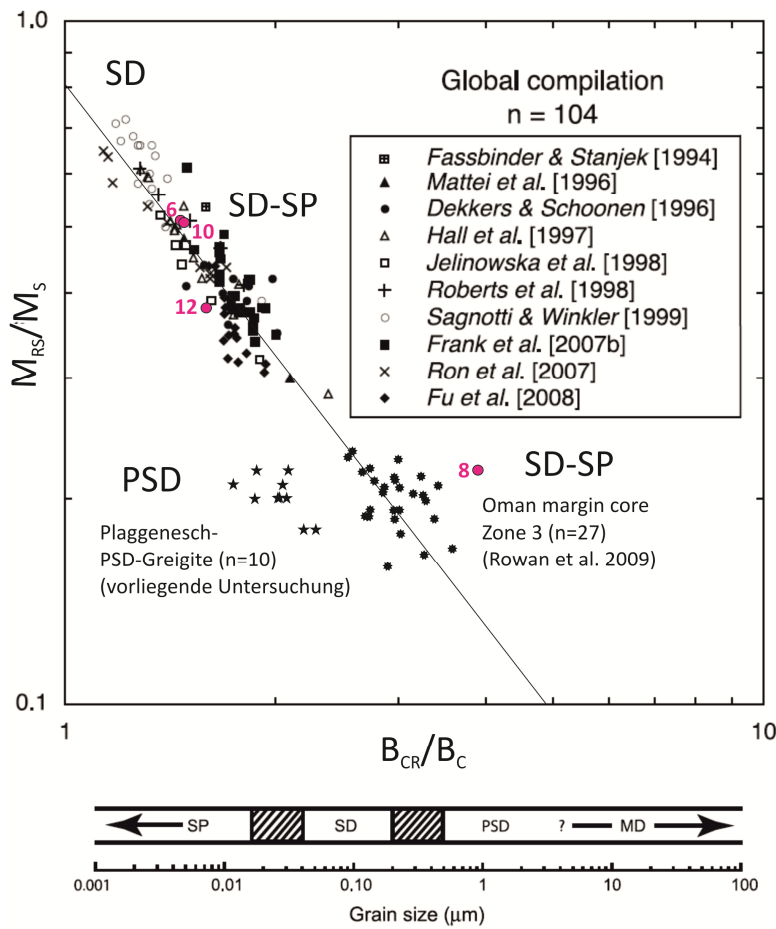 1.0
SD
Global compilation
n = 104
Fassbinder & Stanjek [1994]
Mattei et al. [1996]
Dekkers & Schoonen [1996]
Hall et al. [1997]
Jelinowska et al. [1998]
Roberts et al. [1998]
Sagnotti & Winkler [1999]
Frank et al. [2007b]
Ron et al. [2007]
Fu et al. [2008]
SD-SP
6
10
12
MRS/MS
PSD
8
SD-SP
Plaggenesch-
PSD-Greigite (n=10)
(vorliegende Untersuchung)
Oman margin core
Zone 3 (n=27)
(Rowan et al. 2009)
0.1
1
10
BCR/BC
SP
SD
PSD
?
MD
0.001
0.01
0.10
1
10
100
Grain size (μm)